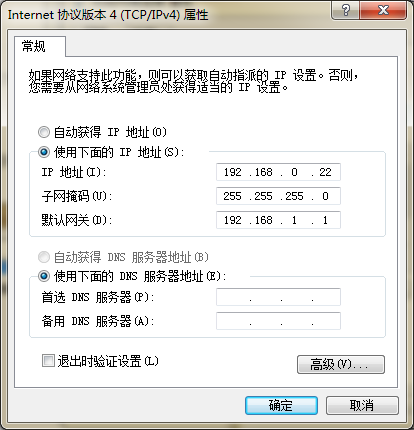 Internet 协议版本 4 (TCP/IPv4) 属性
常规
如果网络支持此功能，则可以获取自动指派的 IP 设置。否则，
您需要从网络系统管理员处获得适当的 IP 设置。
自动获得 IP 地址(O)
使用下面的 IP 地址(S):
IP 地址(I): 192 .168 . 0 . 22
子网掩码(U): 255 .255 .255 . 0
默认网关(D): 192 .168 . 1 . 1
自动获得 DNS 服务器地址(B)
使用下面的 DNS 服务器地址(E):
首选 DNS 服务器(P): . . .
备用 DNS 服务器(A): . . .
退出时验证设置(L)
高级(V)...
确定 取消